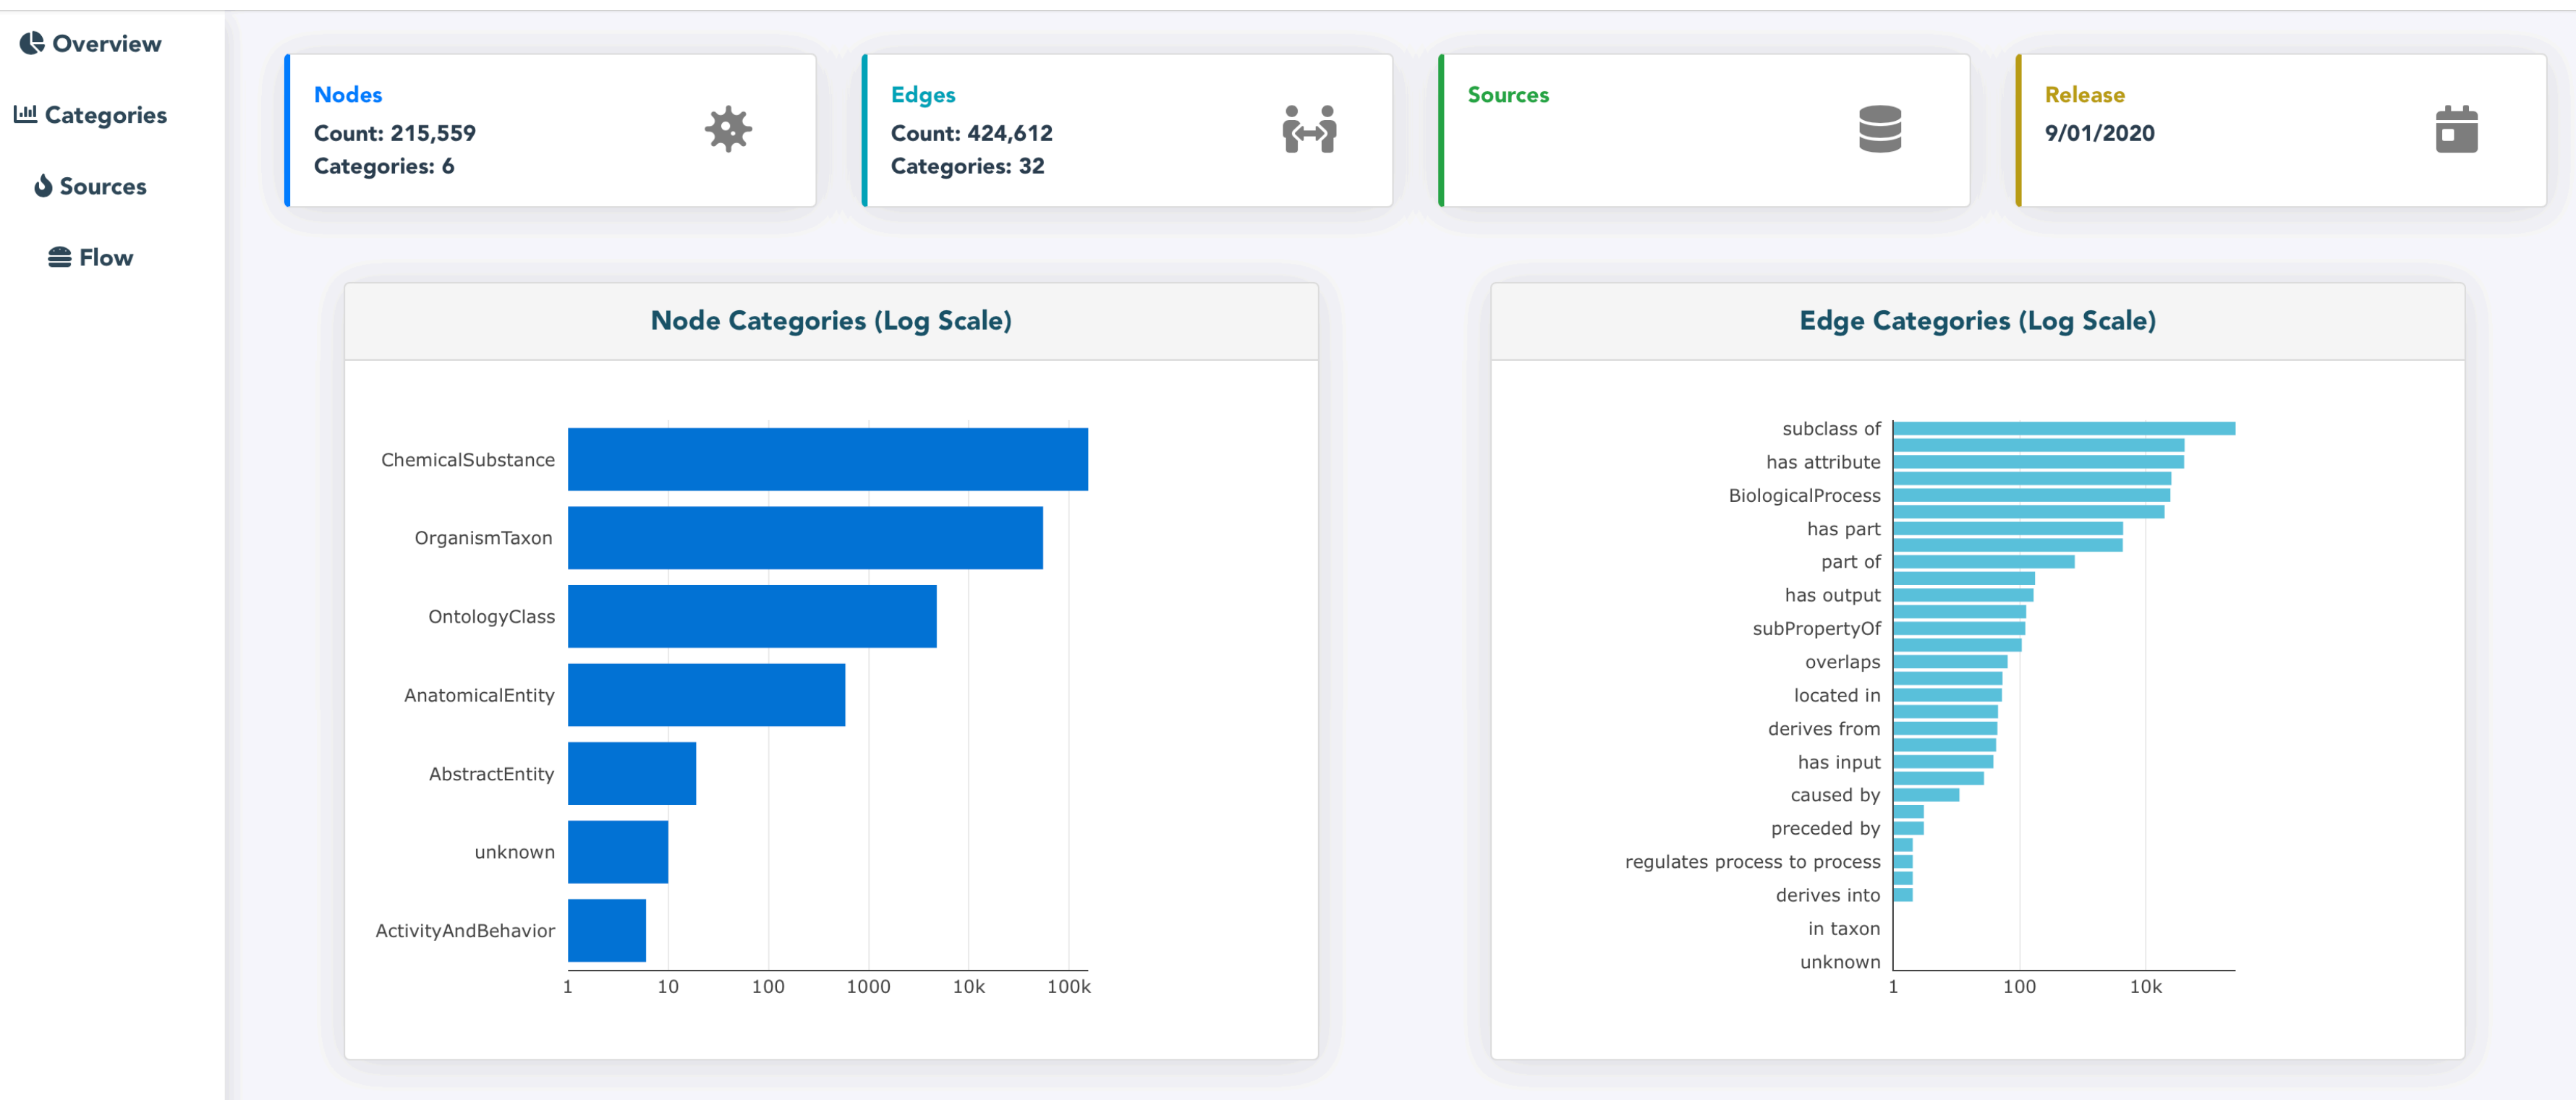 Overview
Categories
Sources
Flow
Nodes
Count: 215,559
Categories: 6
Edges
Count: 424,612
Categories: 32
Sources
Release
9/01/2020
Node Categories (Log Scale)
ChemicalSubstance
OrganismTaxon
OntologyClass
AnatomicalEntity
AbstractEntity
unknown
ActivityAndBehavior
1 10 100 1000 10k 100k
Edge Categories (Log Scale)
subclass of
has attribute
BiologicalProcess
has part
part of
has output
subPropertyOf
overlaps
located in
derives from
has input
caused by
preceded by
regulates process to process
derives into
in taxon
unknown
1 100 10k